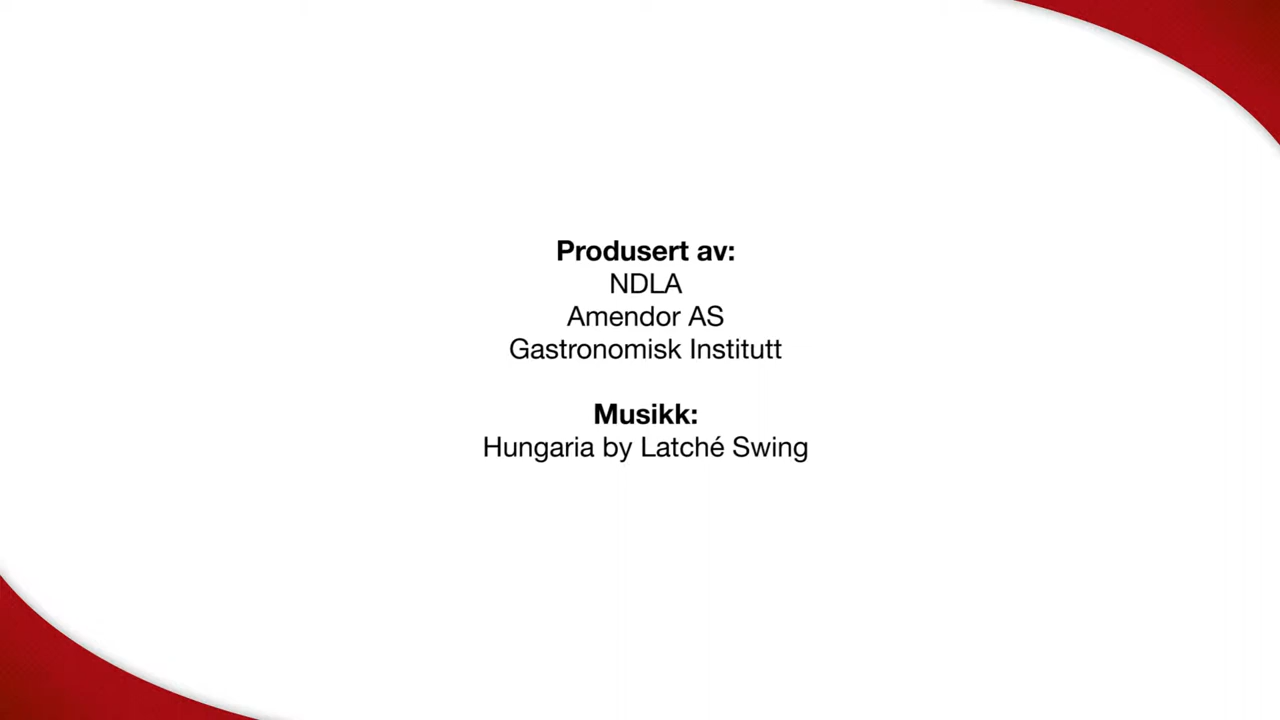 Produsert av:
NDLA
Amendor AS
Gastronomisk Institutt
Musikk:
Hungaria by Latché Swing